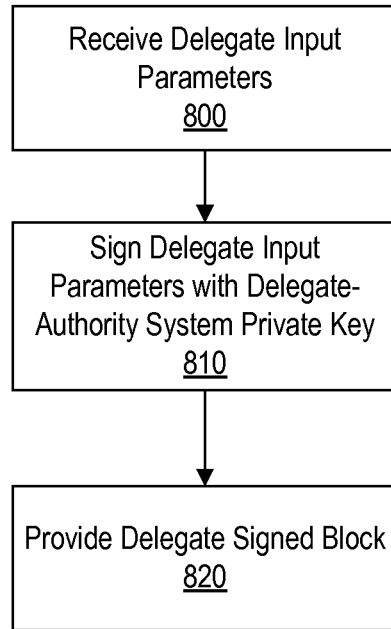 Receive Delegate Input
Parameters
800
Sign Delegate Input
Parameters with Delegate-
Authority System Private Key
810
Provide Delegate Signed Block
820